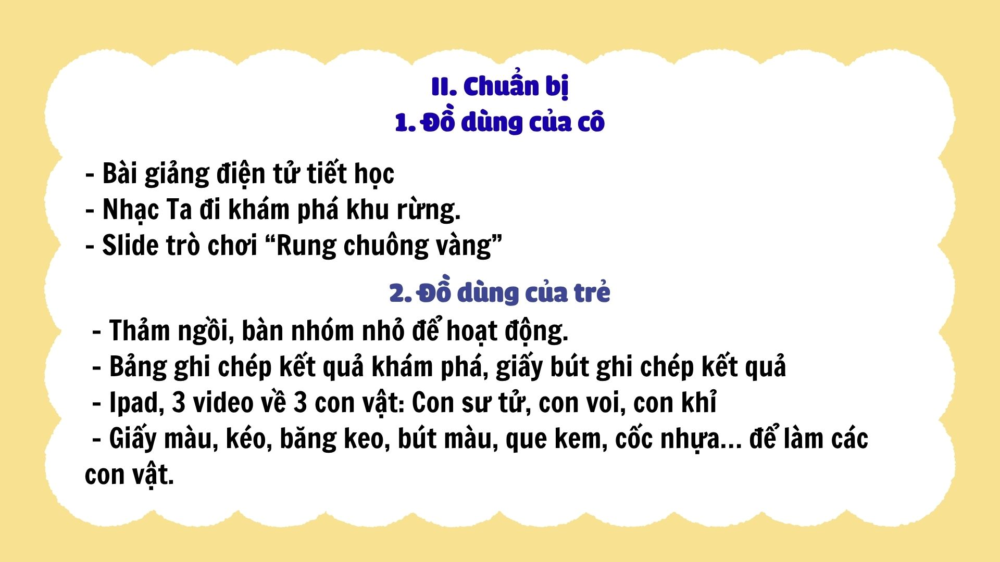 II. Chuẩn bị
1. Đồ dùng của cô
- Bài giảng điện tử tiết học
- Nhạc Ta đi khám phá khu rừng.
- Slide trò chơi “Rung chuông vàng”
2. Đồ dùng của trẻ
- Thảm ngồi, bàn nhóm nhỏ để hoạt động.
- Bảng ghi chép kết quả khám phá, giấy bút ghi chép kết quả
- Ipad, 3 video về 3 con vật: Con sư tử, con voi, con khỉ
- Giấy màu, kéo, băng keo, bút màu, que kem, cốc nhựa... để làm các
con vật.